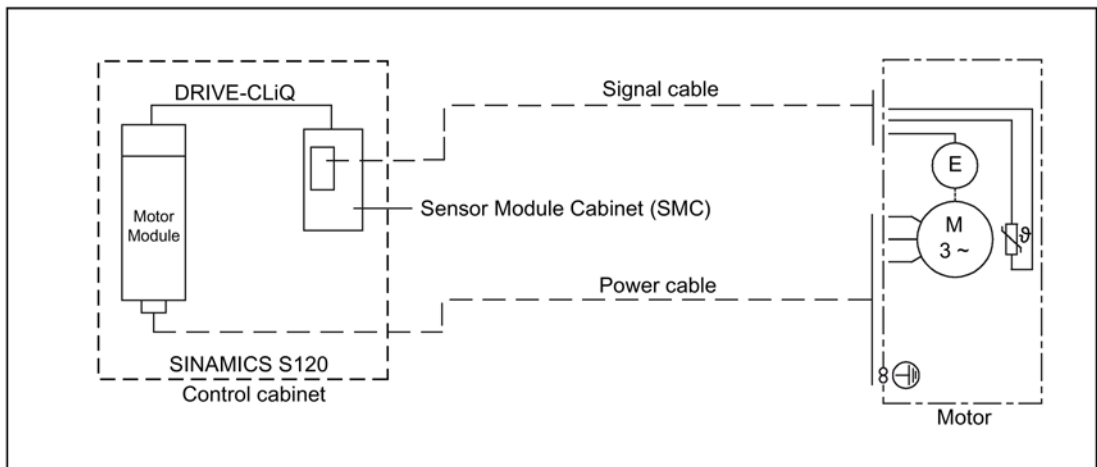 DRIVE-CLiQ
Signal cable
E
Motor
Module
Sensor Module Cabinet (SMC)
M
3 ~
ϑ
Power cable
SINAMICS S120
Control cabinet
Motor